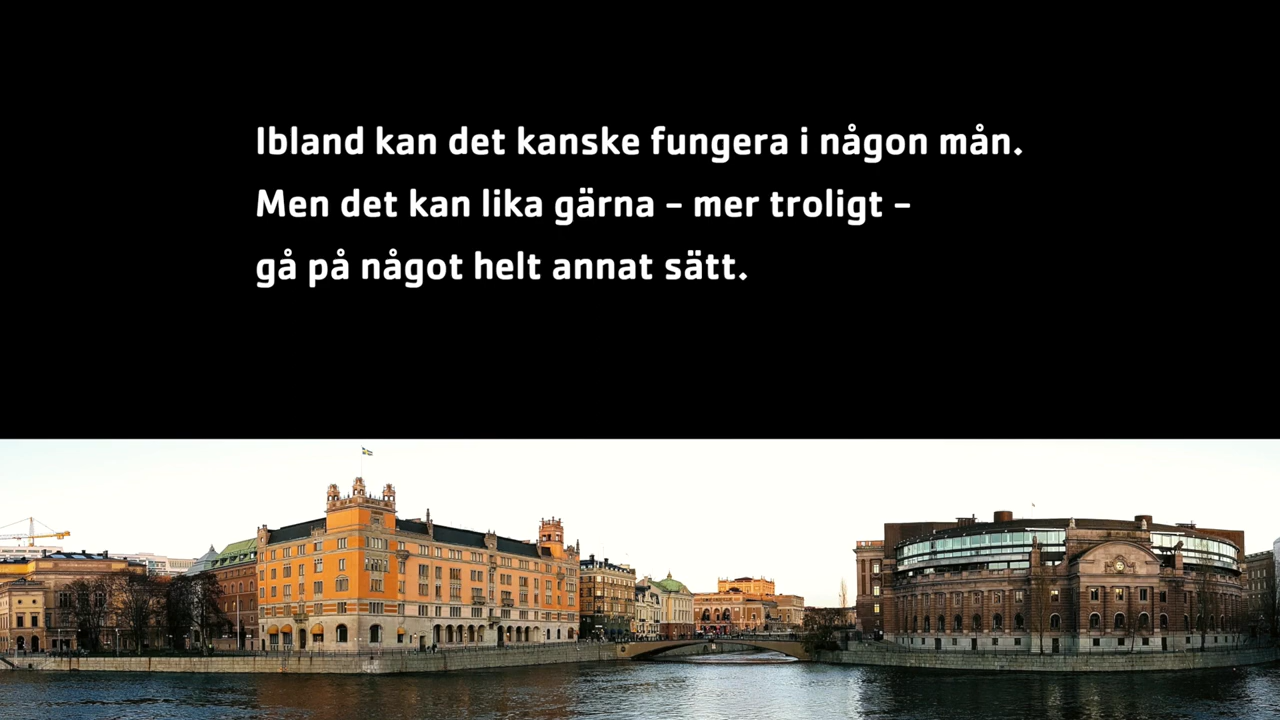 Ibland kan det kanske fungera i någon mån.
Men det kan lika gärna – mer troligt –
gå på något helt annat sätt.